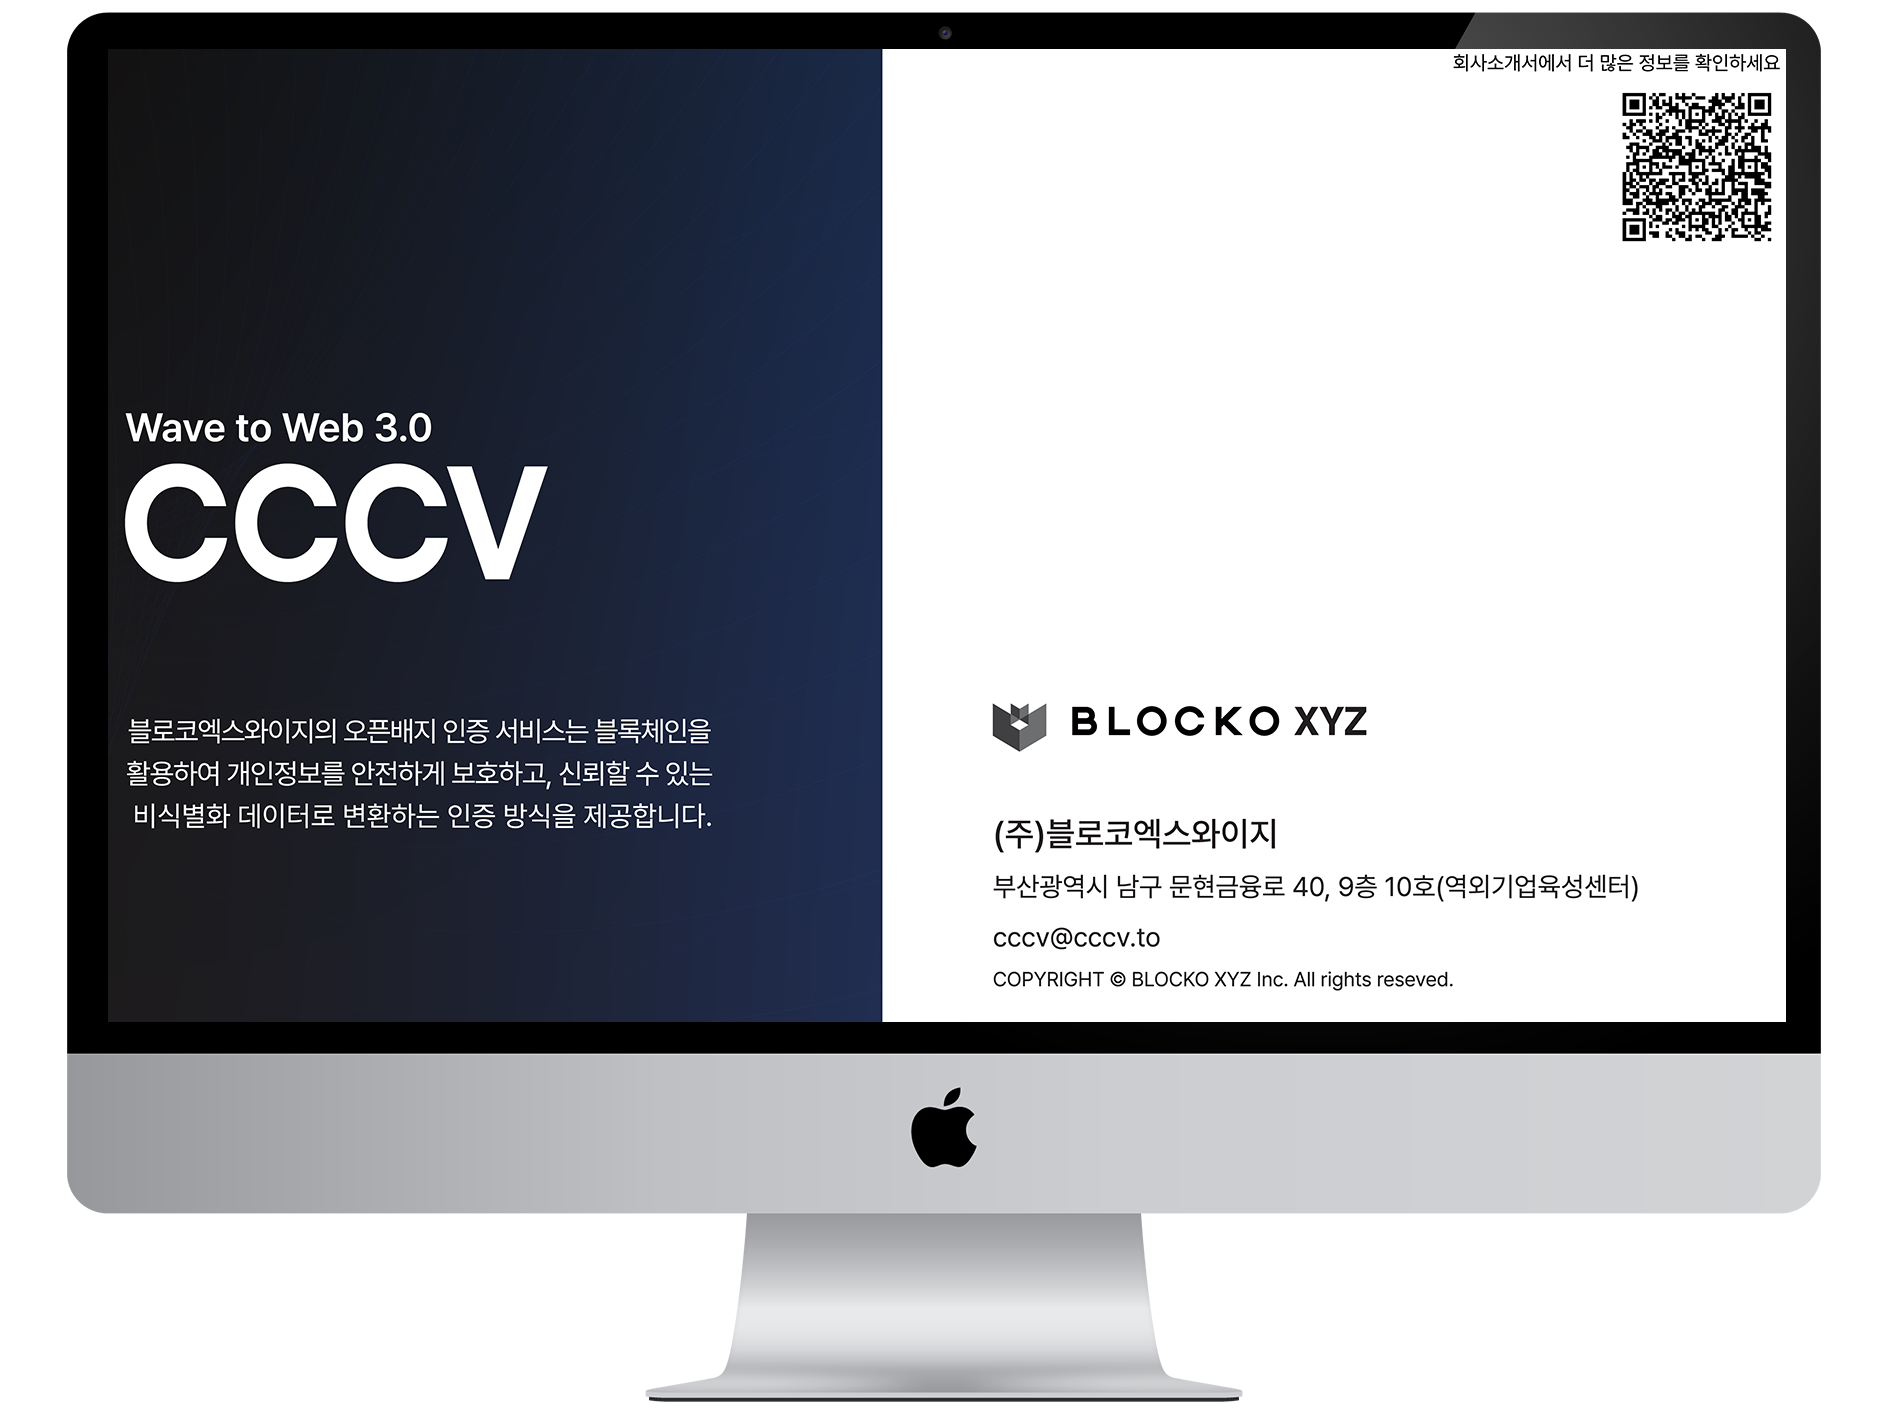 Wave to Web 3.0
CCCV
블로코엑스와이지의 오픈배지 인증 서비스는 블록체인을
활용하여 개인정보를 안전하게 보호하고, 신뢰할 수 있는
비식별화 데이터로 변환하는 인증 방식을 제공합니다.
회사소개서에서 더 많은 정보를 확인하세요
BLOCKO XYZ
(주)블로코엑스와이지
부산광역시 남구 문현금융로 40, 9층 10호(역외기업육성센터)
cccv@cccv.to
COPYRIGHT © BLOCKO XYZ Inc. All rights reseved.